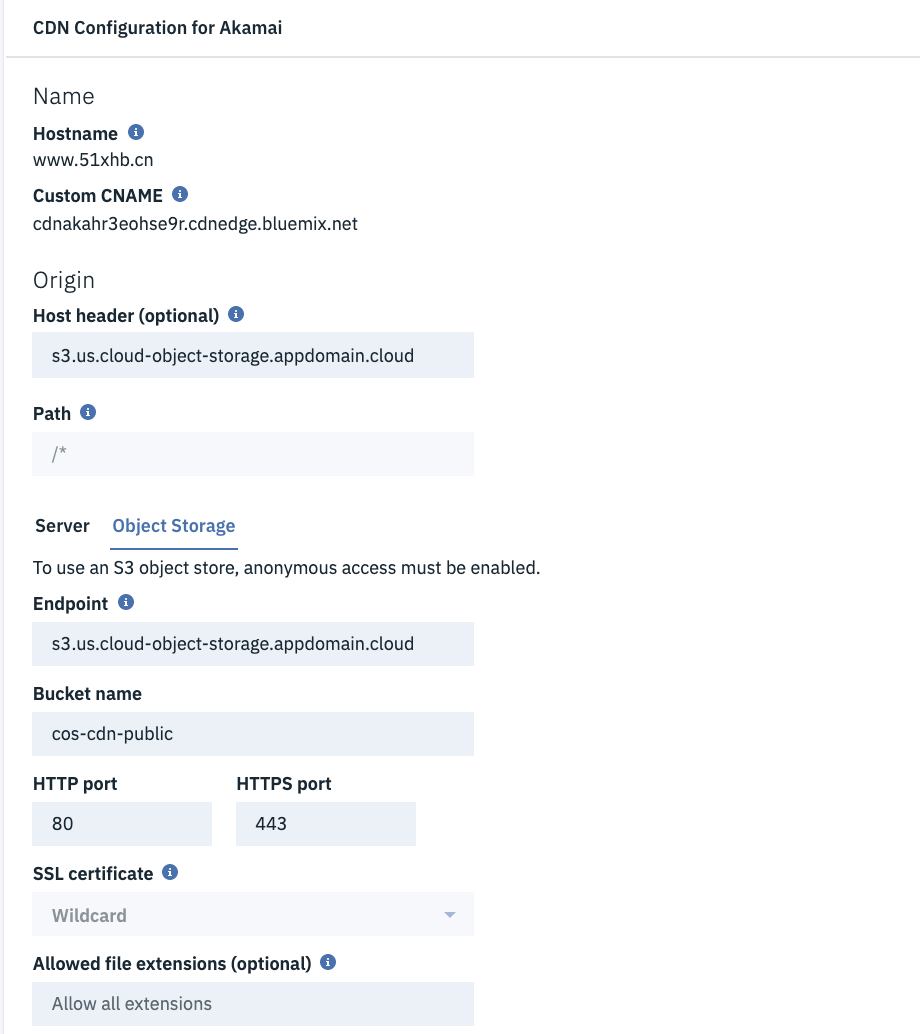 CDN Configuration for Akamai
Name
Hostname
www.51xhb.cn
Custom CNAME
cdnakahr3eohse9r.cdnedge.bluemix.net
Origin
Host header (optional)
s3.us.cloud-object-storage.appdomain.cloud
Path
/*
Server Object Storage
To use an S3 object store, anonymous access must be enabled.
Endpoint
s3.us.cloud-object-storage.appdomain.cloud
Bucket name
cos-cdn-public
HTTP port HTTPS port
80 443
SSL certificate
Wildcard
Allowed file extensions (optional)
Allow all extensions